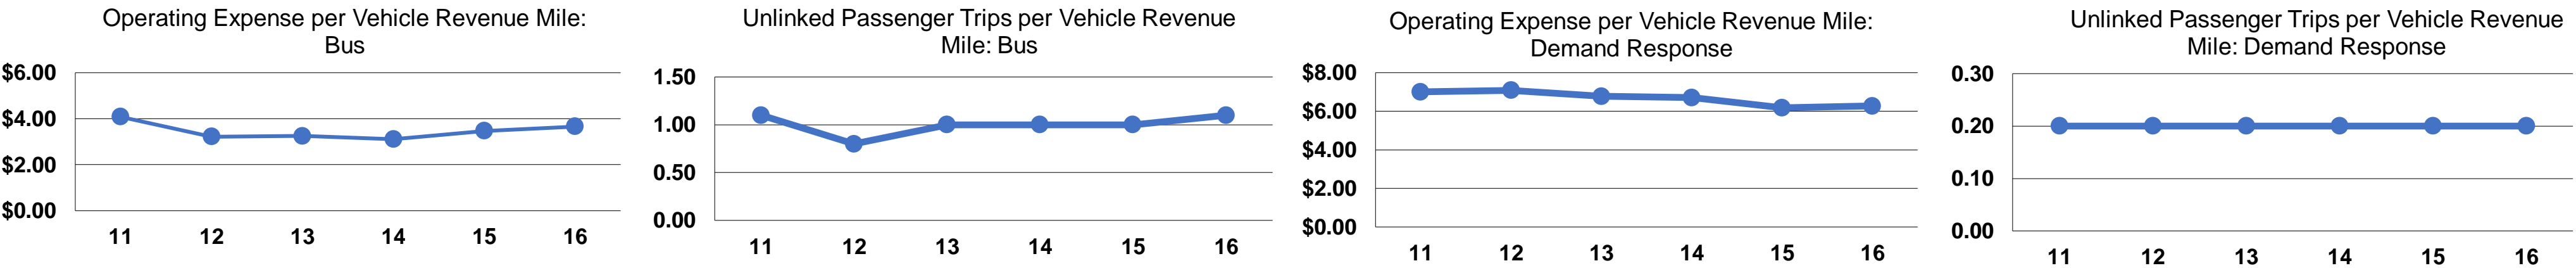 Operating Expense per Vehicle Revenue Mile:
Bus
$6.00
$4.00
$2.00
$0.00
11 12 13 14 15 16
Unlinked Passenger Trips per Vehicle Revenue
Mile: Bus
1.50
1.00
0.50
0.00
11 12 13 14 15 16
Operating Expense per Vehicle Revenue Mile:
Demand Response
$8.00
$6.00
$4.00
$2.00
$0.00
11 12 13 14 15 16
Unlinked Passenger Trips per Vehicle Revenue
Mile: Demand Response
0.30
0.20
0.10
0.00
11 12 13 14 15 16